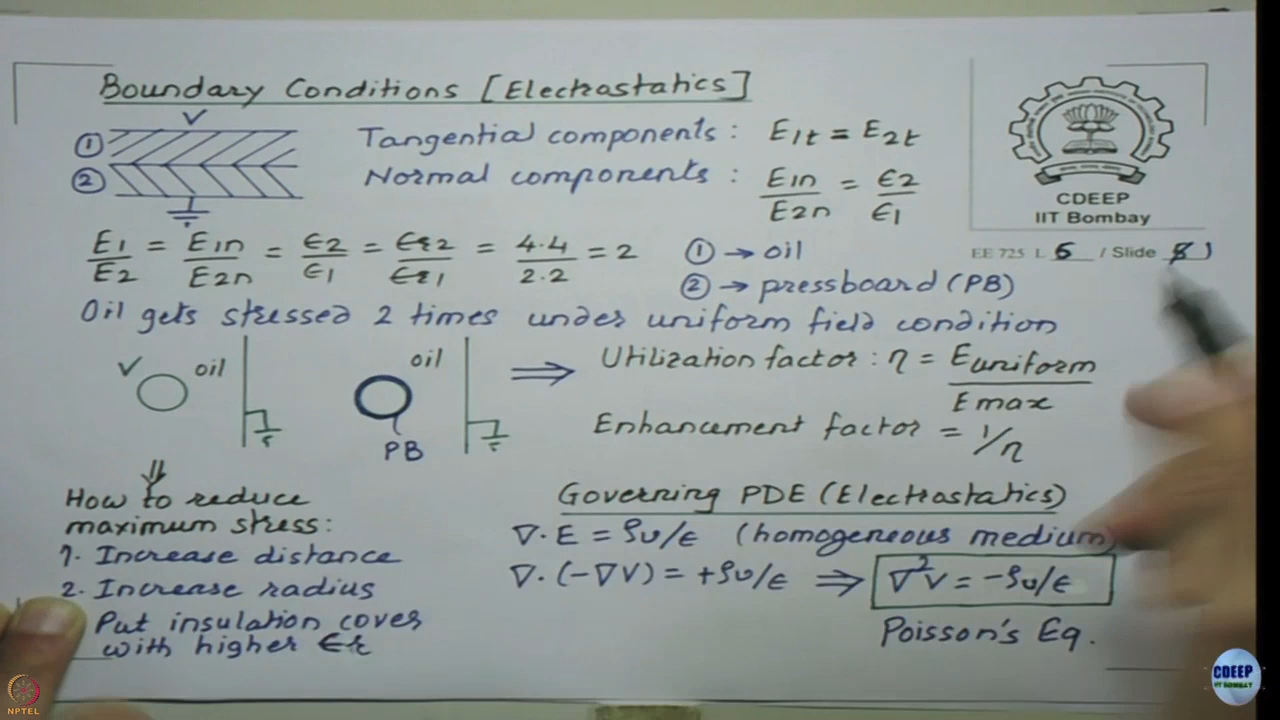 Boundary Conditions [Electrostatics]
V
① Tangential components : E1t = E2t
② Normal components : E1n/E2n = ϵ2/ϵ1
E1/E2 = E1n/E2n = ϵ2/ϵ1 = ϵr2/ϵr1 = 4.4/2.2 = 2
① → oil
② → pressboard (PB)
Oil gets stressed 2 times under uniform field condition
V oil oil PB
⇒ Utilization factor : η = Euniform/Emax
Enhancement factor = 1/η
⇓
How to reduce
maximum stress:
1. Increase distance
2. Increase radius
Put insulation cover
with higher ϵr
Governing PDE (Electrostatics)
∇·E = ρv/ϵ (homogeneous medium)
∇·(-∇V) = +ρv/ϵ ⇒ ∇²V = -ρv/ϵ
Poisson's Eq.
CDEEP
IIT Bombay
EE 725 L 6 / Slide
NPTEL
CDEEP
IIT BOMBAY